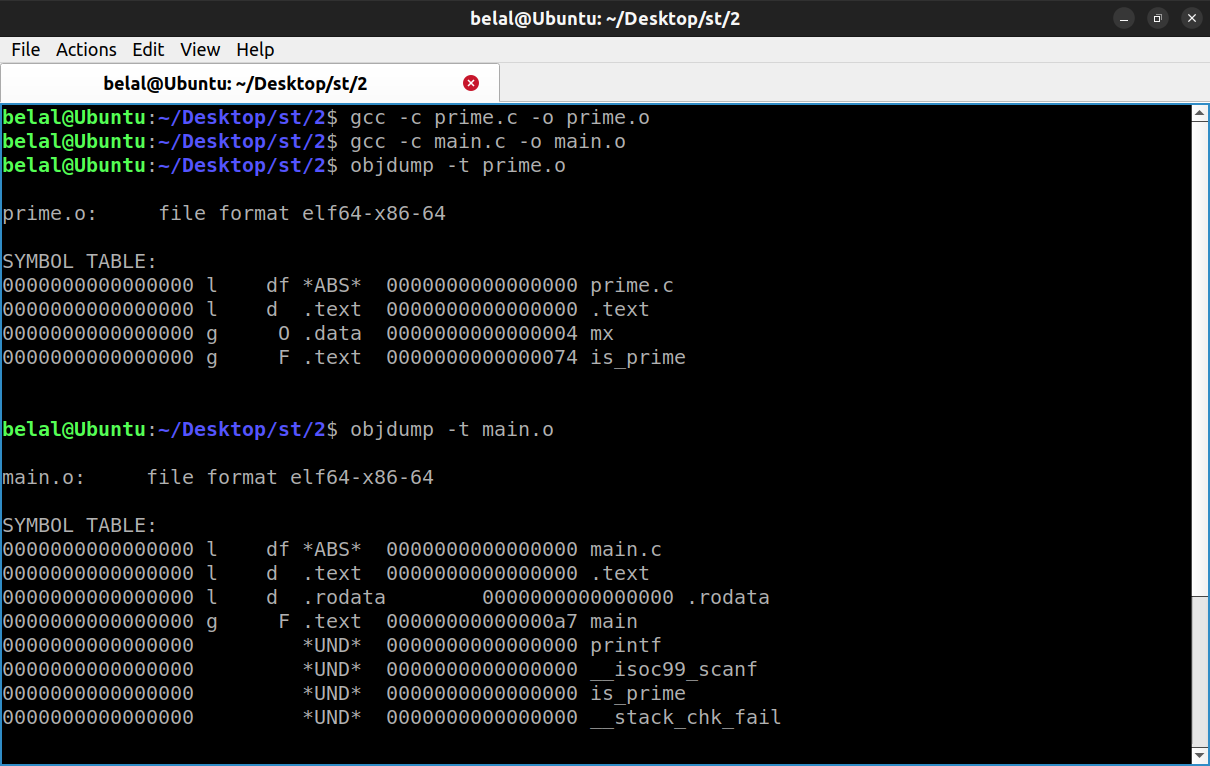 belal@Ubuntu: ~/Desktop/st/2
File Actions Edit View Help
belal@Ubuntu: ~/Desktop/st/2
belal@Ubuntu:~/Desktop/st/2$ gcc -c prime.c -o prime.o
belal@Ubuntu:~/Desktop/st/2$ gcc -c main.c -o main.o
belal@Ubuntu:~/Desktop/st/2$ objdump -t prime.o
prime.o:     file format elf64-x86-64
SYMBOL TABLE:
0000000000000000 l    df *ABS*  0000000000000000 prime.c
0000000000000000 l    d  .text  0000000000000000 .text
0000000000000000 g     O .data  0000000000000004 mx
0000000000000000 g     F .text  0000000000000074 is_prime
belal@Ubuntu:~/Desktop/st/2$ objdump -t main.o
main.o:     file format elf64-x86-64
SYMBOL TABLE:
0000000000000000 l    df *ABS*  0000000000000000 main.c
0000000000000000 l    d  .text  0000000000000000 .text
0000000000000000 l    d  .rodata        0000000000000000 .rodata
0000000000000000 g     F .text  00000000000000a7 main
0000000000000000         *UND*  0000000000000000 printf
0000000000000000         *UND*  0000000000000000 __isoc99_scanf
0000000000000000         *UND*  0000000000000000 is_prime
0000000000000000         *UND*  0000000000000000 __stack_chk_fail